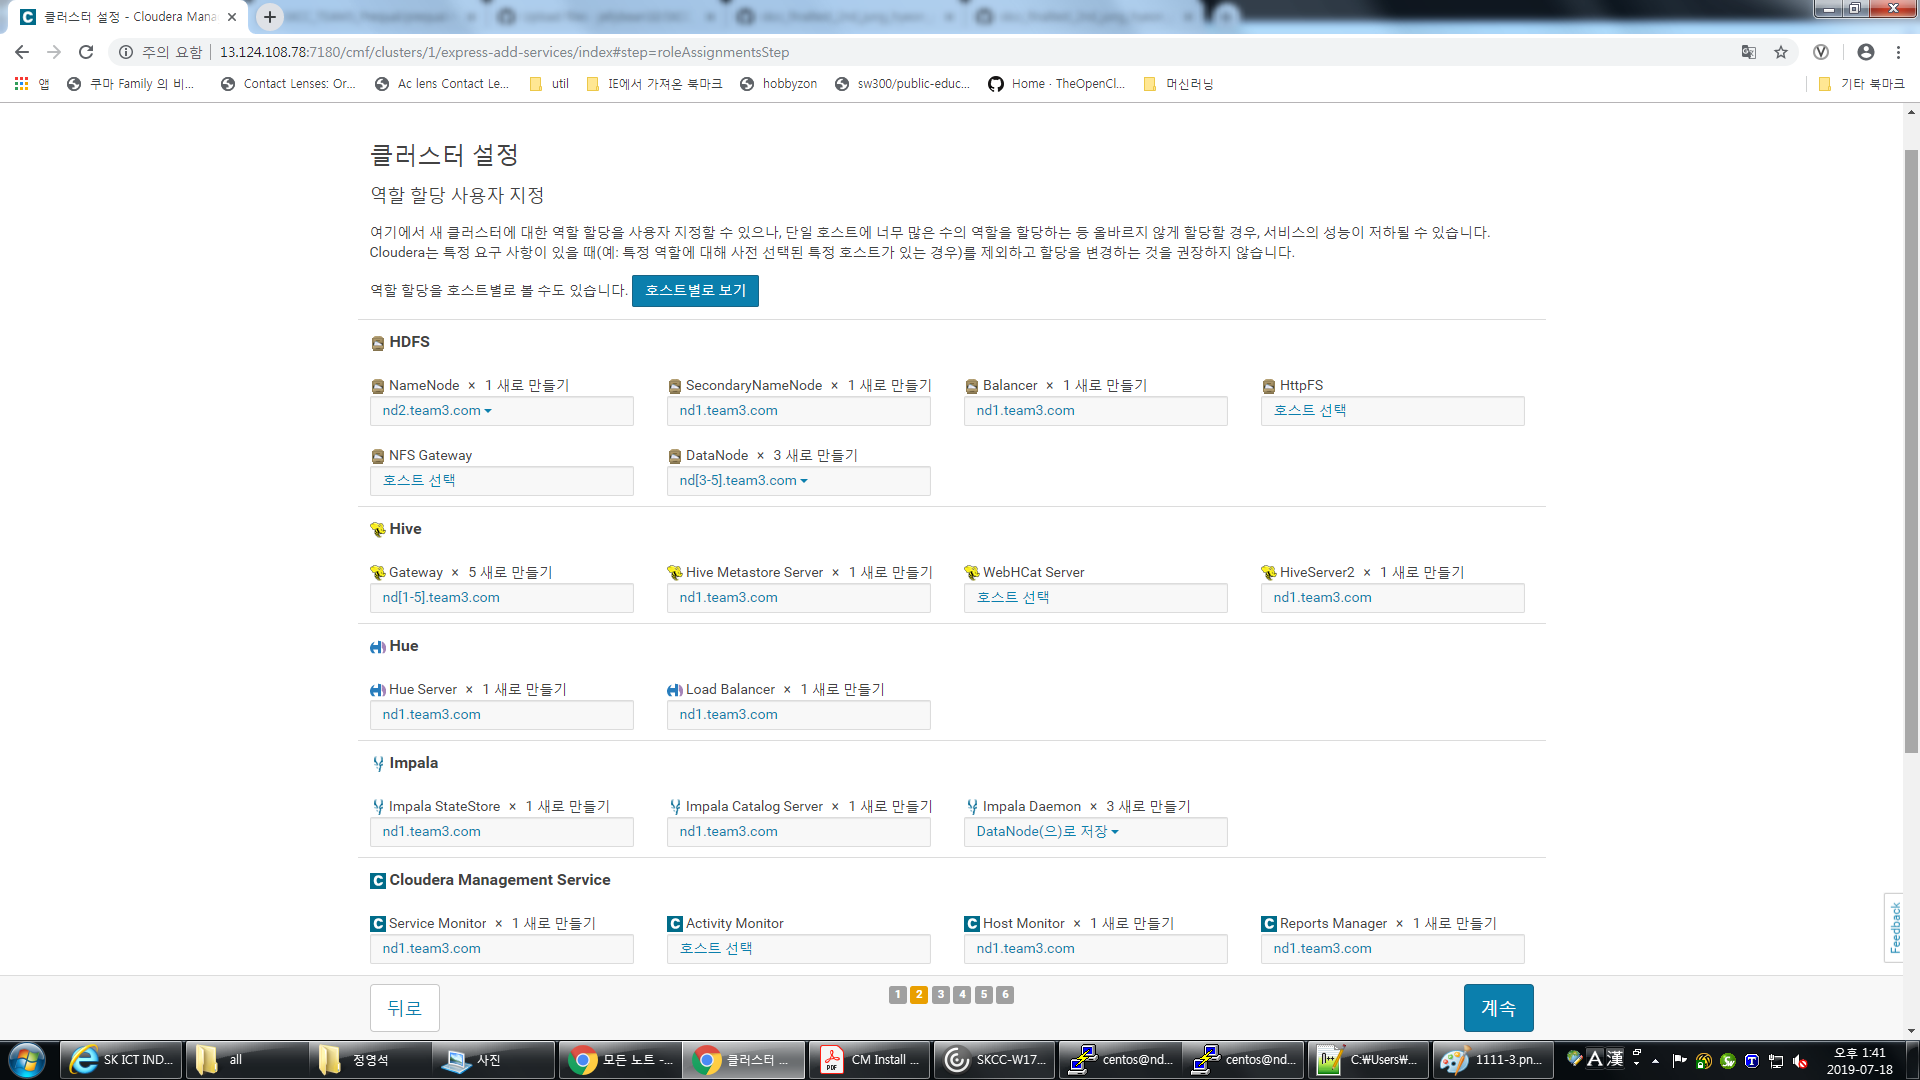 클러스터 설정 - Cloudera Mana
주의 요함 | 13.124.108.78:7180/cmf/clusters/1/express-add-services/index#step=roleAssignmentsStep
앱 쿠마 Family 의 비... Contact Lenses: Or... Ac lens Contact Le... util IE에서 가져온 북마크 hobbyzon sw300/public-educ... Home · TheOpenCl... 머신러닝 기타 북마크
클러스터 설정
역할 할당 사용자 지정
여기에서 새 클러스터에 대한 역할 할당을 사용자 지정할 수 있으나, 단일 호스트에 너무 많은 수의 역할을 할당하는 등 올바르지 않게 할당할 경우, 서비스의 성능이 저하될 수 있습니다.
Cloudera는 특정 요구 사항이 있을 때(예: 특정 역할에 대해 사전 선택된 특정 호스트가 있는 경우)를 제외하고 할당을 변경하는 것을 권장하지 않습니다.
역할 할당을 호스트별로 볼 수도 있습니다. 호스트별로 보기
HDFS
NameNode × 1 새로 만들기 SecondaryNameNode × 1 새로 만들기 Balancer × 1 새로 만들기 HttpFS
nd2.team3.com nd1.team3.com nd1.team3.com 호스트 선택
NFS Gateway DataNode × 3 새로 만들기
호스트 선택 nd[3-5].team3.com
Hive
Gateway × 5 새로 만들기 Hive Metastore Server × 1 새로 만들기 WebHCat Server HiveServer2 × 1 새로 만들기
nd[1-5].team3.com nd1.team3.com 호스트 선택 nd1.team3.com
Hue
Hue Server × 1 새로 만들기 Load Balancer × 1 새로 만들기
nd1.team3.com nd1.team3.com
Impala
Impala StateStore × 1 새로 만들기 Impala Catalog Server × 1 새로 만들기 Impala Daemon × 3 새로 만들기
nd1.team3.com nd1.team3.com DataNode(으)로 저장
Cloudera Management Service
Service Monitor × 1 새로 만들기 Activity Monitor Host Monitor × 1 새로 만들기 Reports Manager × 1 새로 만들기
nd1.team3.com 호스트 선택 nd1.team3.com nd1.team3.com
Feedback
뒤로 1 2 3 4 5 6 계속
SK ICT IND... all 정영석 사진 모든 노트 -... 클러스터 ... CM Install ... SKCC-W17... centos@nd... centos@nd... C:₩Users₩... 1111-3.pn... A 漢 오후 1:41
2019-07-18